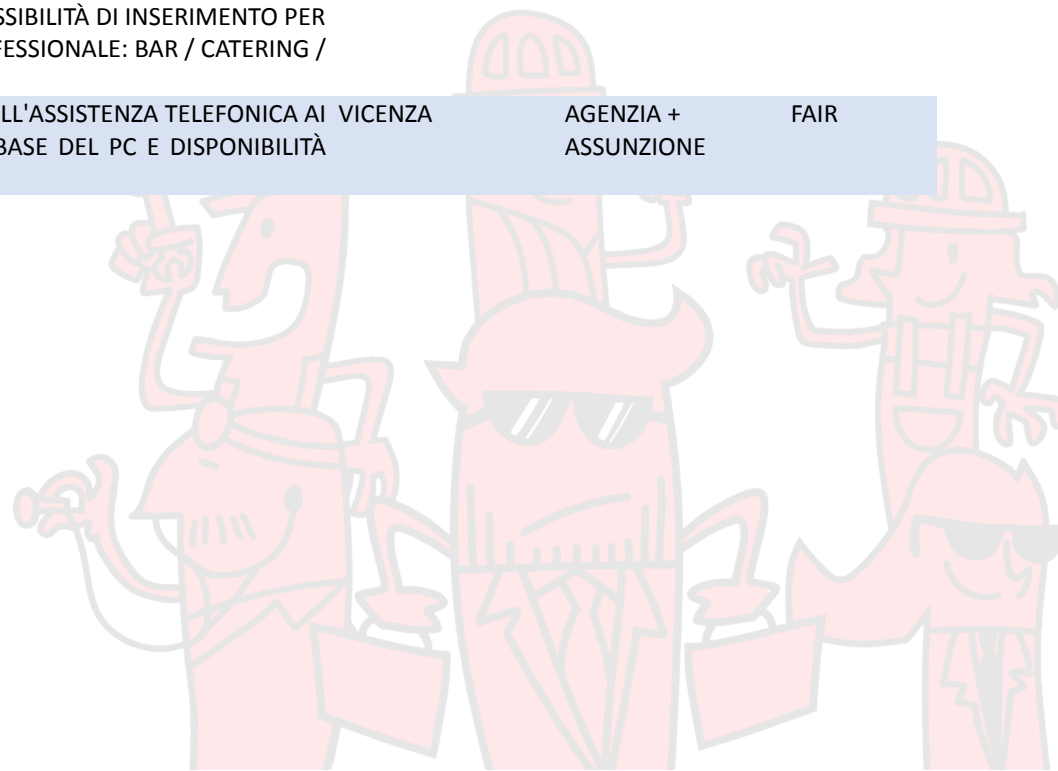 SSIBILITÀ DI INSERIMENTO PER
FESSIONALE: BAR / CATERING /
LL'ASSISTENZA TELEFONICA AI VICENZA AGENZIA + FAIR
BASE DEL PC E DISPONIBILITÀ ASSUNZIONE